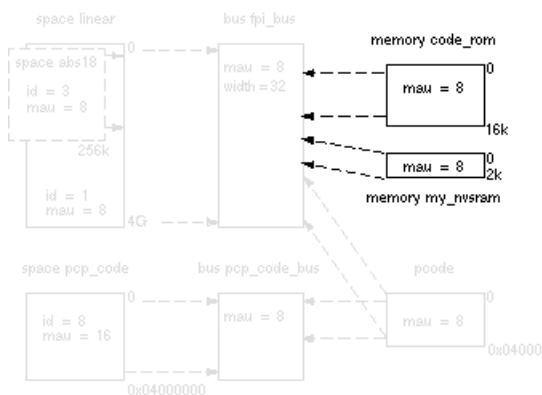 space linear
bus fpi_bus
memory code_rom
0
space abs18
id = 3
mau = 8
256k
id = 1
mau = 8
4G
mau = 8
width = 32
0
mau = 8
16k
0
mau = 8
2k
memory my_nvsram
space pcp_code
bus pcp_code_bus
pcode
0
id = 8
mau = 16
0x04000000
mau = 8
0
mau = 8
0x04000